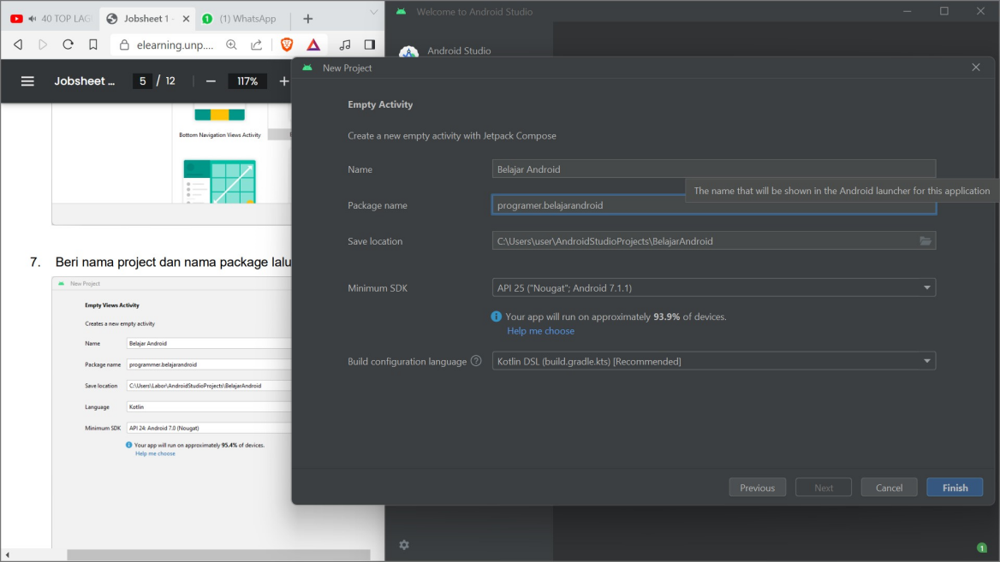 40 TOP LAG
Jobsheet 1 -
(1) WhatsApp
elearning.unp....
Jobsheet ...
5 / 12
117%
Bottom Navigation Views Activity
7. Beri nama project dan nama package lalu
New Project
Empty Views Activity
Creates a new empty activity
Name
Belajar Android
Package name
programmer.belajarandroid
Save location
C:\Users\Labor\AndroidStudioProjects\BelajarAndroid
Language
Kotlin
Minimum SDK
API 24: Android 7.0 (Nougat)
Your app will run on approximately 95.4% of devices.
Help me choose
Welcome to Android Studio
Android Studio
New Project
Empty Activity
Create a new empty activity with Jetpack Compose
Name
Belajar Android
The name that will be shown in the Android launcher for this application
Package name
programer.belajarandroid
Save location
C:\Users\user\AndroidStudioProjects\BelajarAndroid
Minimum SDK
API 25 ("Nougat"; Android 7.1.1)
Your app will run on approximately 93.9% of devices.
Help me choose
Build configuration language
Kotlin DSL (build.gradle.kts) [Recommended]
Previous
Next
Cancel
Finish
1